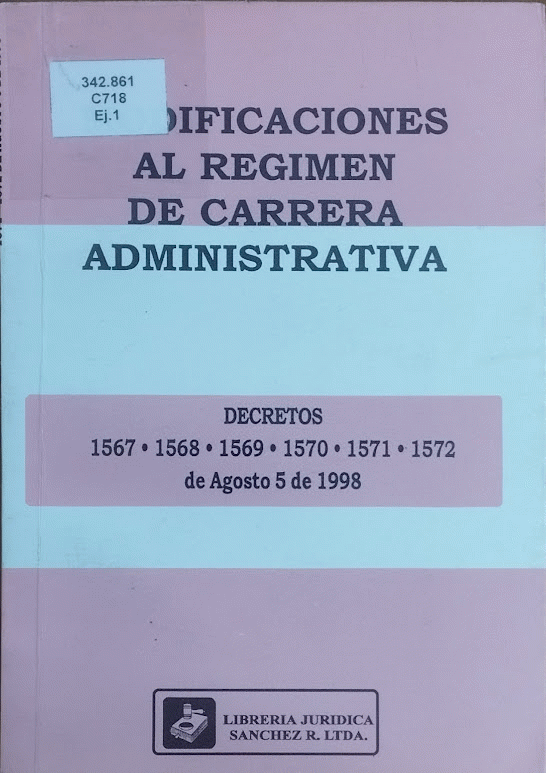 342.861
C718
Ej.1
DIFICACIONES
AL REGIMEN
DE CARRERA
ADMINISTRATIVA
DECRETOS
1567 • 1568 • 1569 • 1570 • 1571 • 1572
de Agosto 5 de 1998
LIBRERIA JURIDICA
SANCHEZ R. LTDA.